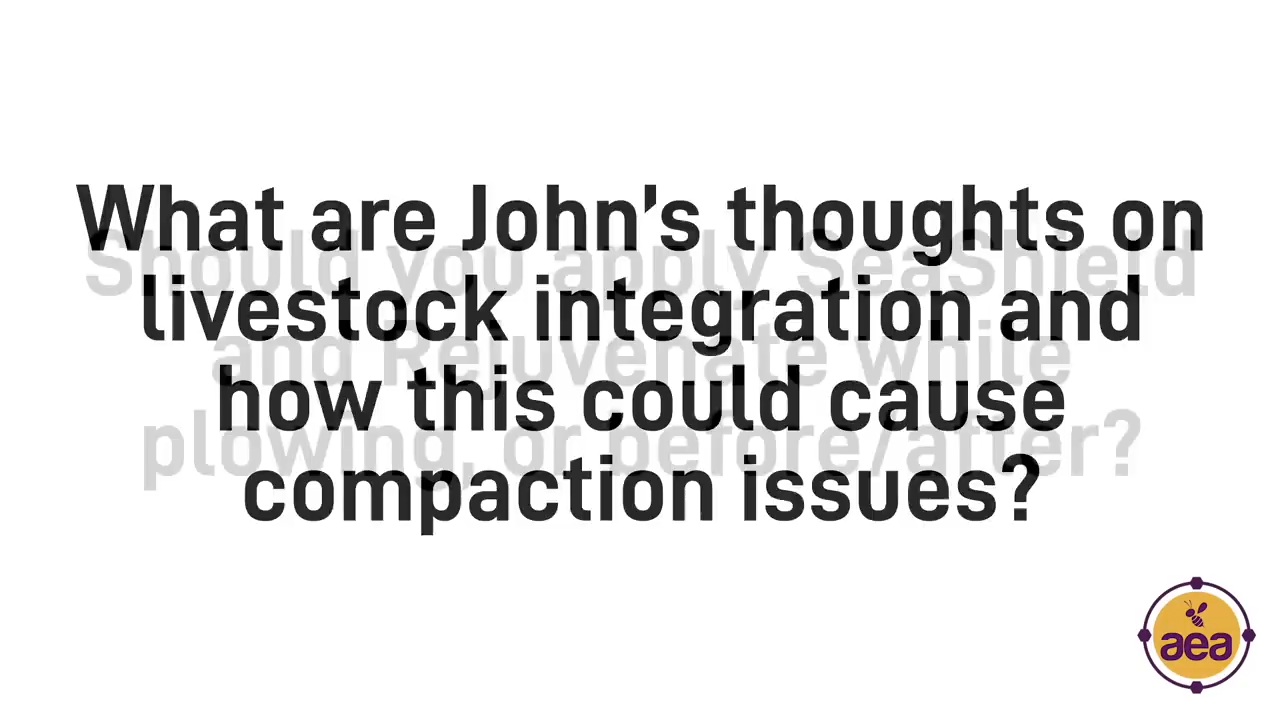 What are John's thoughts on
livestock integration and
how this could cause
compaction issues?
Should you apply SeaShield
and Rejuvenate while
plowing, or before/after?
aea